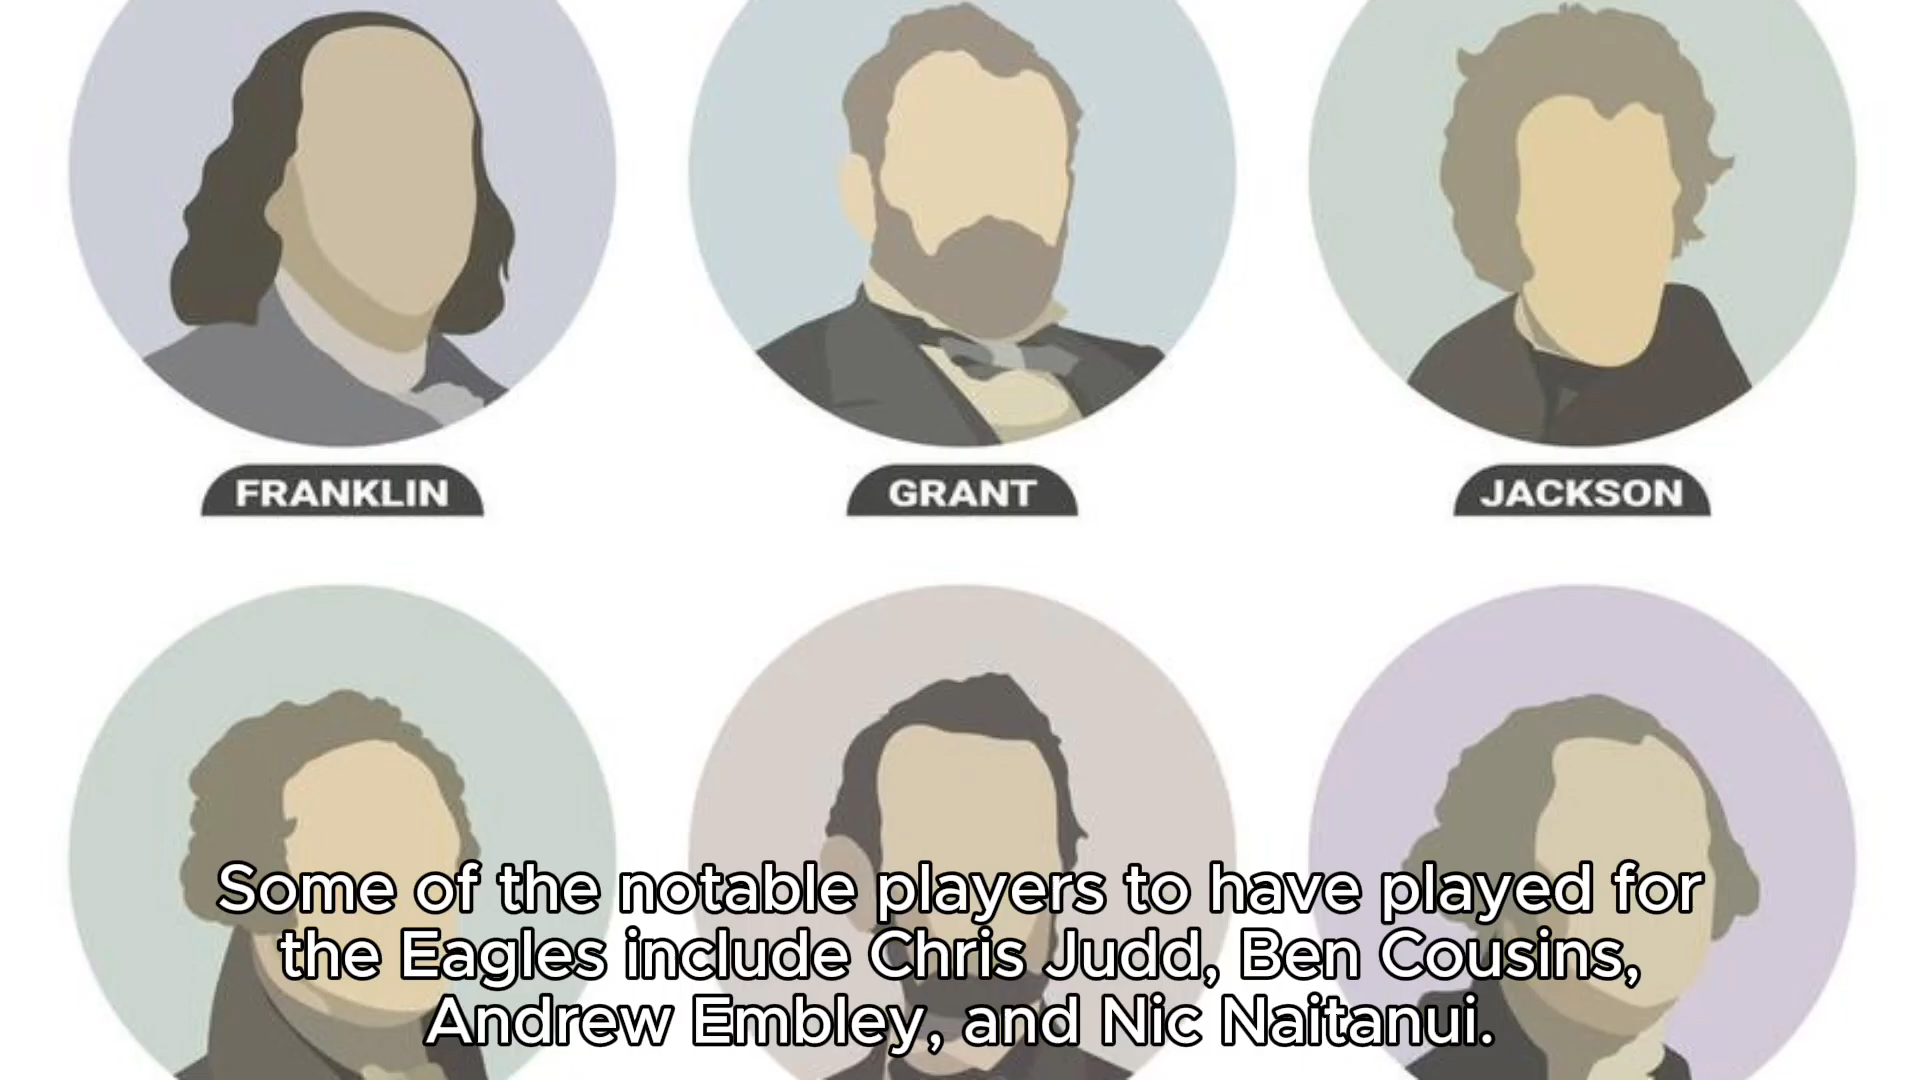 FRANKLIN
GRANT
JACKSON
Some of the notable players to have played for
the Eagles include Chris Judd, Ben Cousins,
Andrew Embley, and Nic Naitanui.